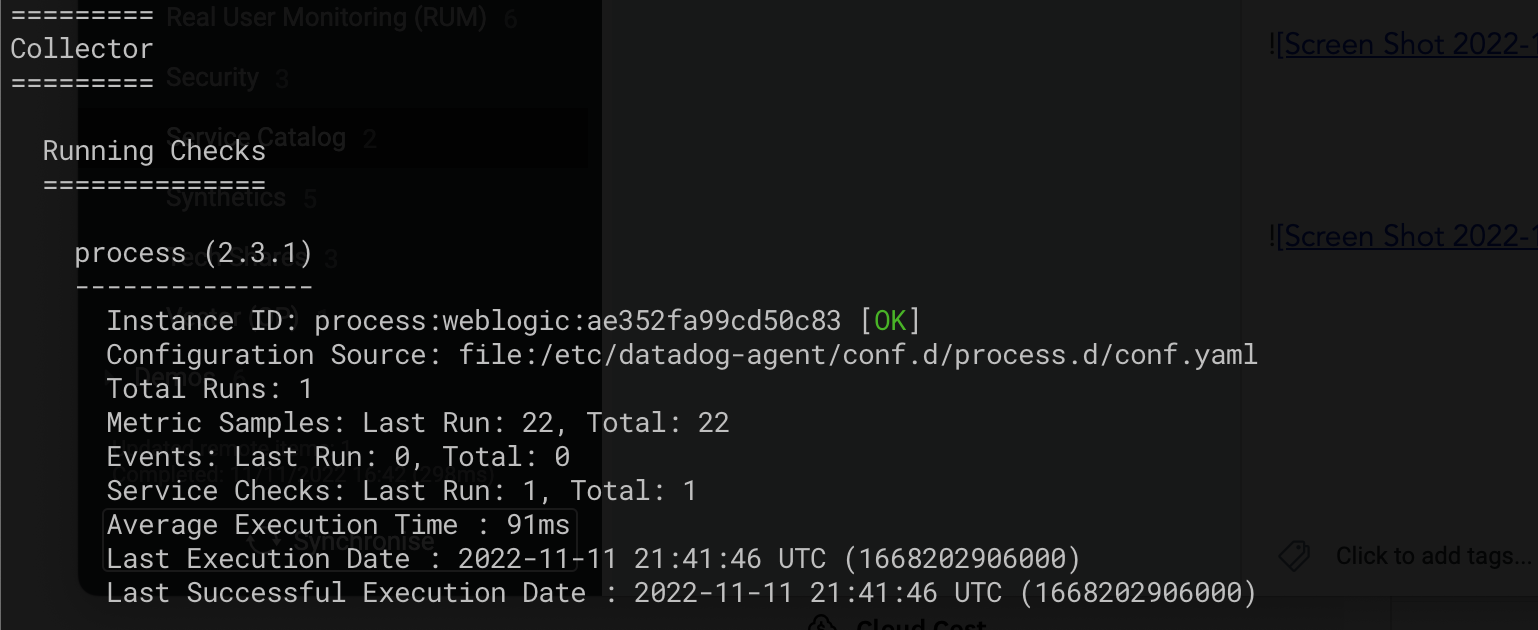 =========
Collector
=========
Running Checks
==============
process (2.3.1)
---------------
Instance ID: process:weblogic:ae352fa99cd50c83 [OK]
Configuration Source: file:/etc/datadog-agent/conf.d/process.d/conf.yaml
Total Runs: 1
Metric Samples: Last Run: 22, Total: 22
Events: Last Run: 0, Total: 0
Service Checks: Last Run: 1, Total: 1
Average Execution Time : 91ms
Last Execution Date : 2022-11-11 21:41:46 UTC (1668202906000)
Last Successful Execution Date : 2022-11-11 21:41:46 UTC (1668202906000)
Real User Monitoring (RUM) 6
Security 3
Service Catalog 2
Synthetics 5
Tech Shares 3
Demos 6
Synchronise
![Screen Shot 2022-1
![Screen Shot 2022-1
Click to add tags...
Cloud Cost